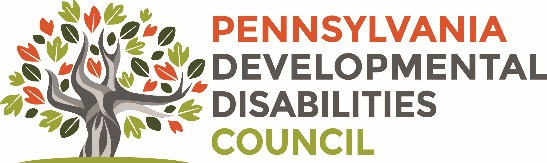 PENNSYLVANIA
DEVELOPMENTAL
DISABILITIES
COUNCIL